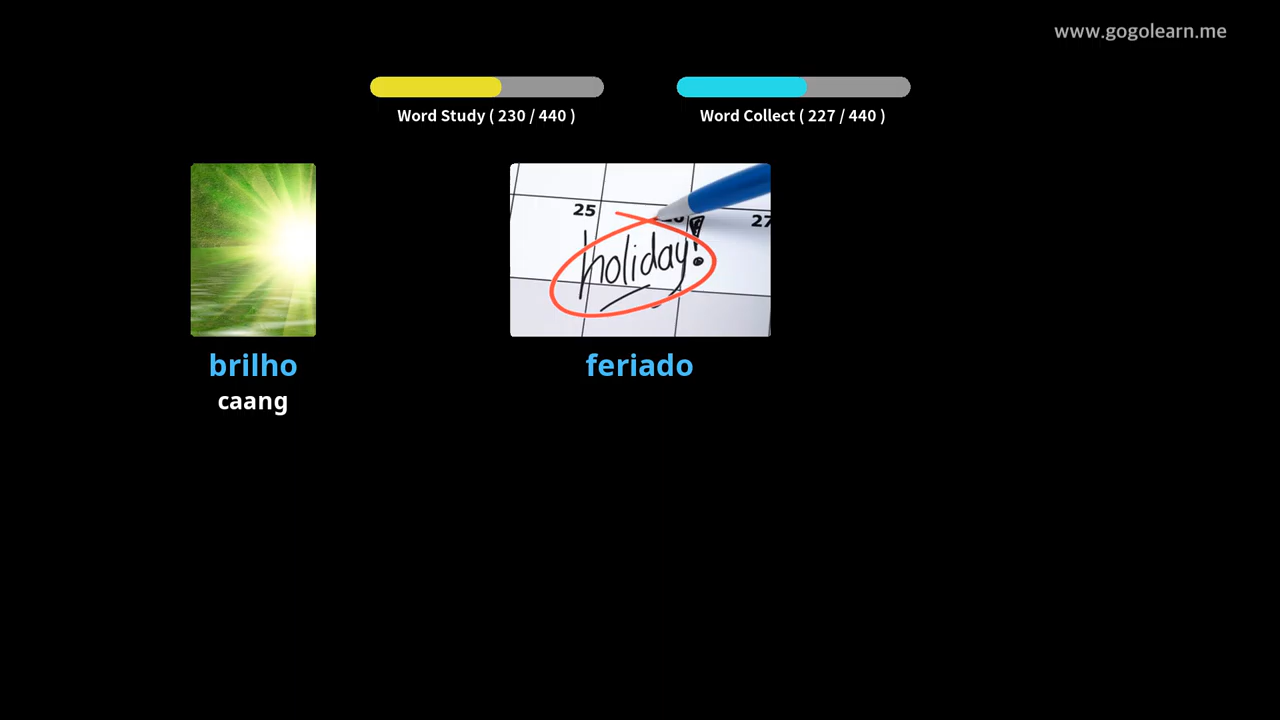 www.gogolearn.me
Word Study ( 230 / 440 )
Word Collect ( 227 / 440 )
25
27
holiday!
brilho
feriado
caang